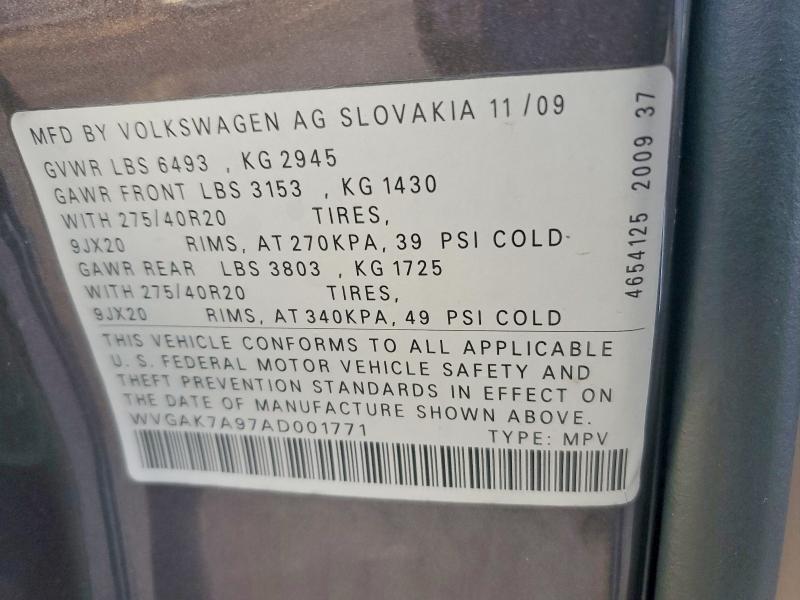 MFD BY VOLKSWAGEN AG SLOVAKIA 11/09
GVWR LBS 6493 , KG 2945
GAWR FRONT LBS 3153 , KG 1430
WITH 275/40R20 TIRES,
9JX20 RIMS, AT 270KPA, 39 PSI COLD
GAWR REAR LBS 3803 , KG 1725
WITH 275/40R20 TIRES,
9JX20 RIMS, AT 340KPA, 49 PSI COLD
THIS VEHICLE CONFORMS TO ALL APPLICABLE
U. S. FEDERAL MOTOR VEHICLE SAFETY AND
THEFT PREVENTION STANDARDS IN EFFECT ON
THE DATE OF MANUFACTURE SHOWN ABOVE.
WVGAK7A97AD001771 TYPE: MPV
4654125 2009 37